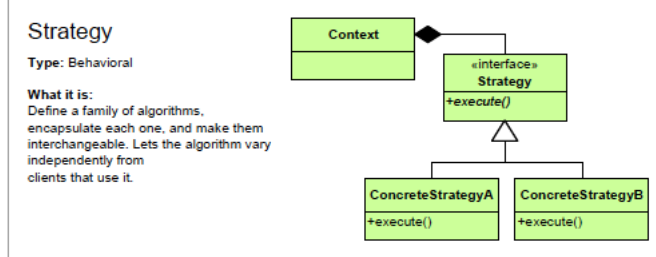 Strategy
Type: Behavioral
What it is:
Define a family of algorithms,
encapsulate each one, and make them
interchangeable. Lets the algorithm vary
independently from
clients that use it.
Context
«interface»
Strategy
+execute()
ConcreteStrategyA
+execute()
ConcreteStrategyB
+execute()